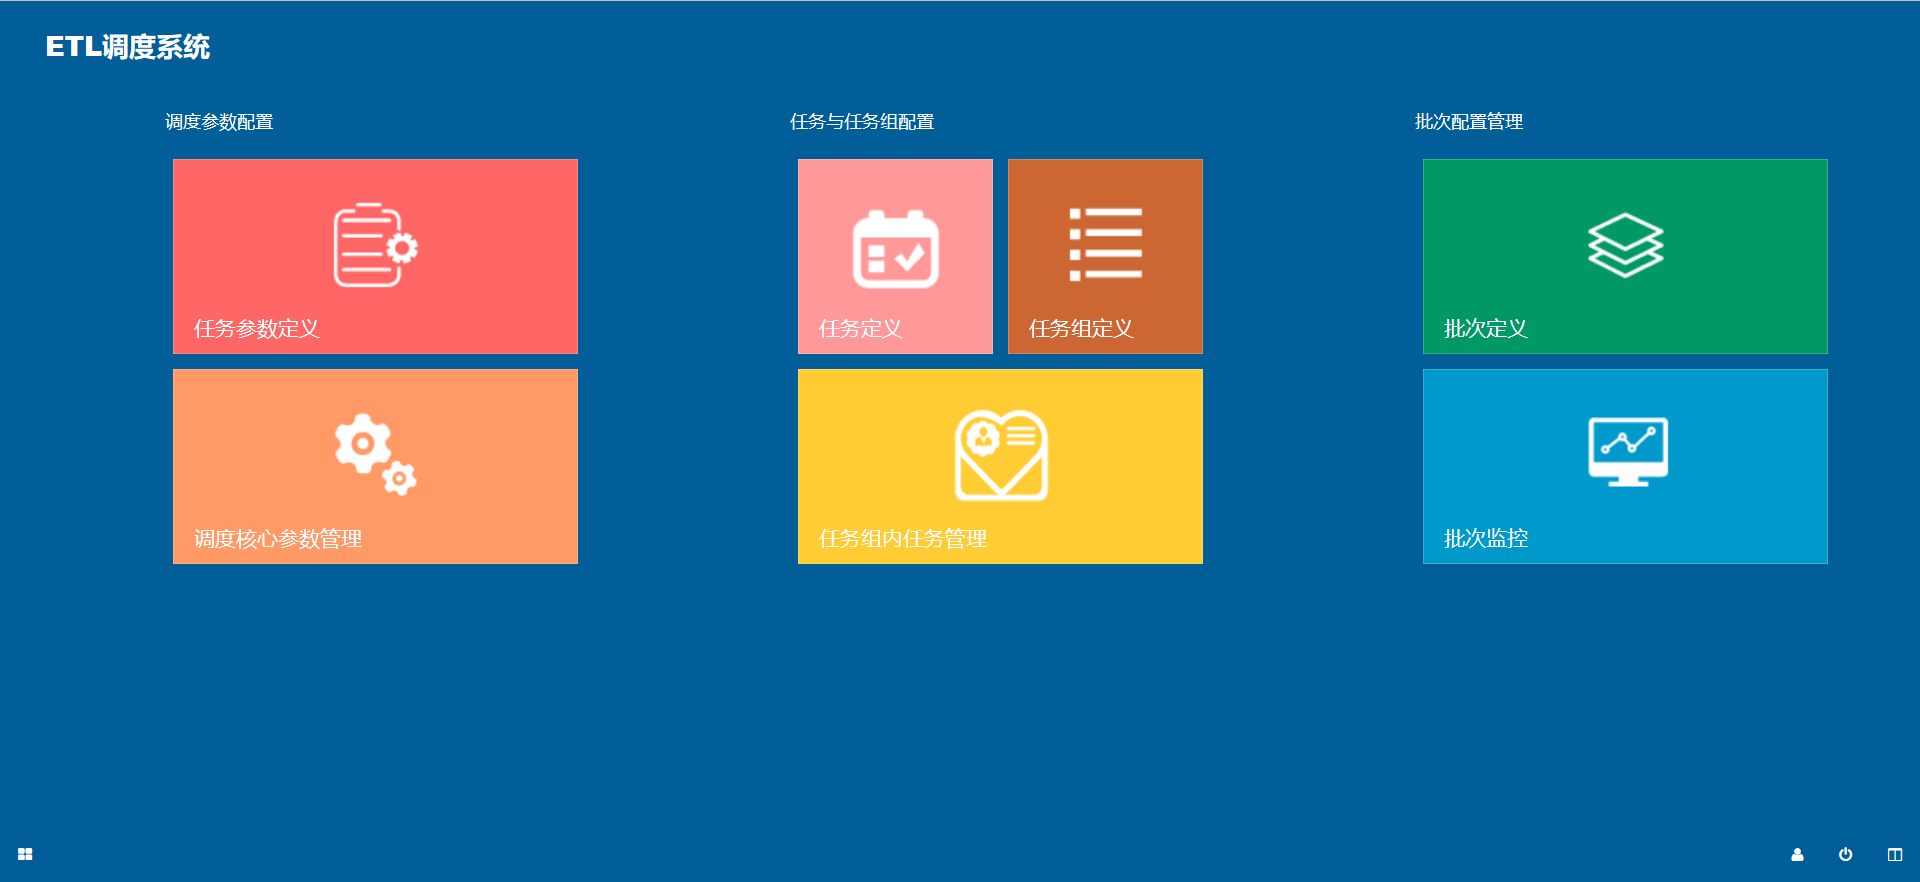 ETL调度系统
调度参数配置
任务参数定义
调度核心参数管理
任务与任务组配置
任务定义
任务组定义
任务组内任务管理
批次配置管理
批次定义
批次监控